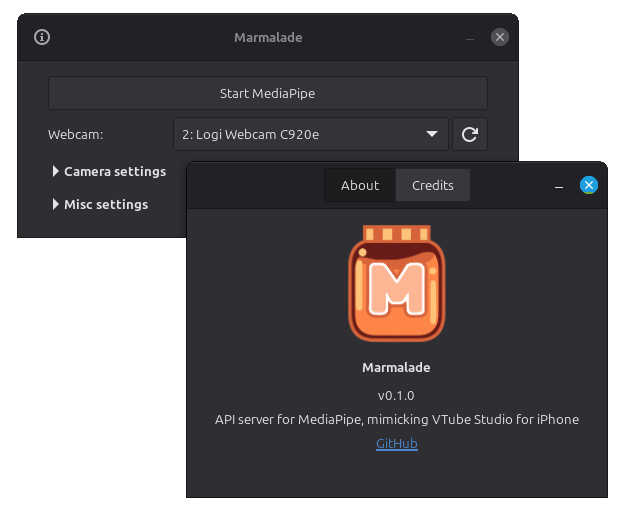 Marmalade
Start MediaPipe
Webcam:
2: Logi Webcam C920e
Camera settings
Misc settings
About
Credits
M
Marmalade
v0.1.0
API server for MediaPipe, mimicking VTube Studio for iPhone
GitHub